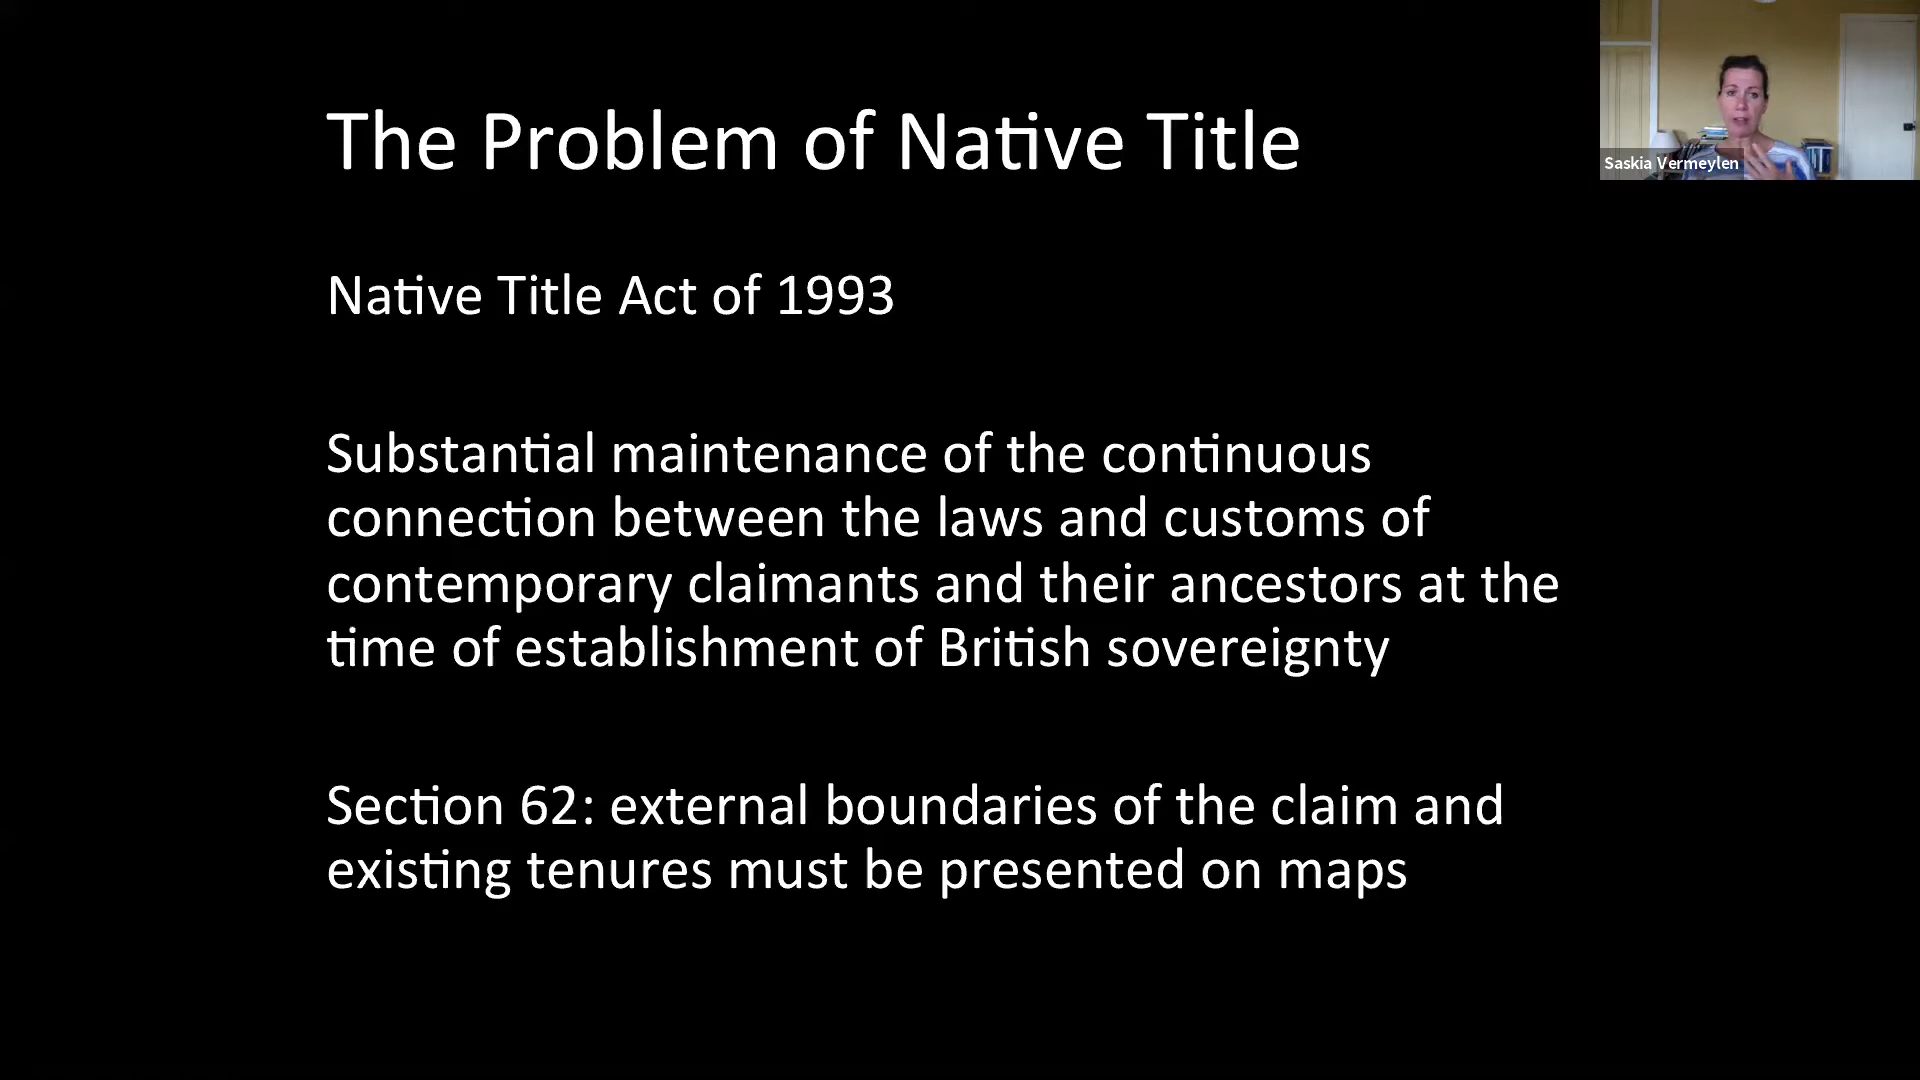 The Problem of Native Title
Saskia Vermeylen
Native Title Act of 1993
Substantial maintenance of the continuous
connection between the laws and customs of
contemporary claimants and their ancestors at the
time of establishment of British sovereignty
Section 62: external boundaries of the claim and
existing tenures must be presented on maps